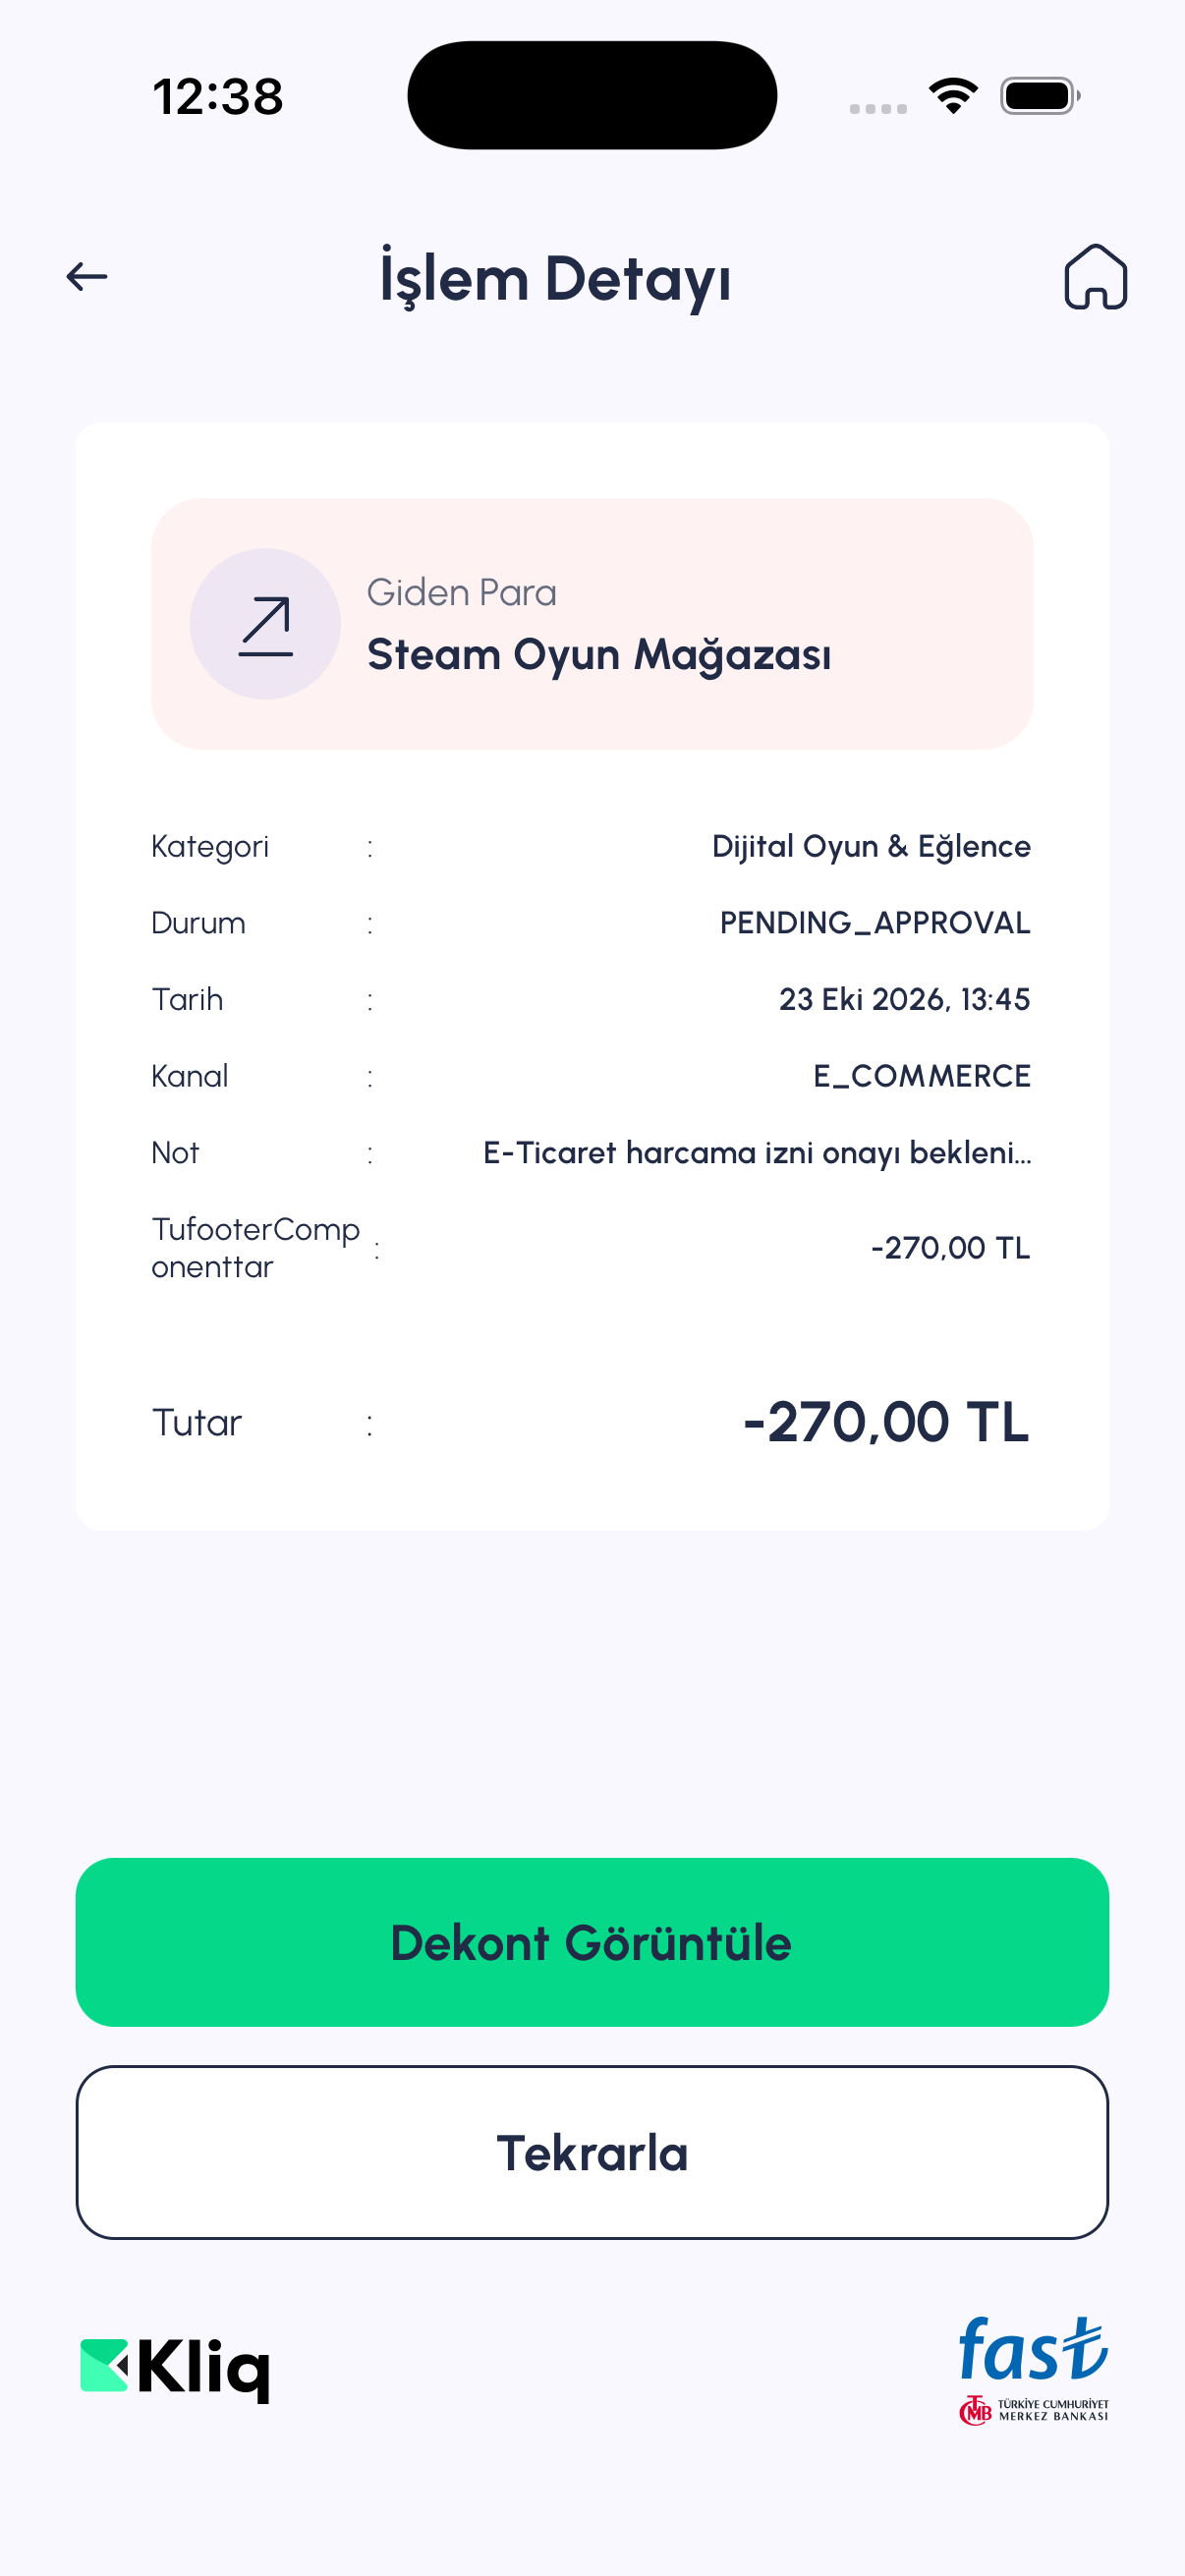 12:38
İşlem Detayı
Giden Para
Steam Oyun Mağazası
Kategori : Dijital Oyun & Eğlence
Durum : PENDING_APPROVAL
Tarih : 23 Eki 2026, 13:45
Kanal : E_COMMERCE
Not : E-Ticaret harcama izni onayı bekleni...
TufooterComp
onenttar : -270,00 TL
Tutar : -270,00 TL
Dekont Görüntüle
Tekrarla
Kliq
fast
TCMB TÜRKİYE CUMHURİYET
MERKEZ BANKASI